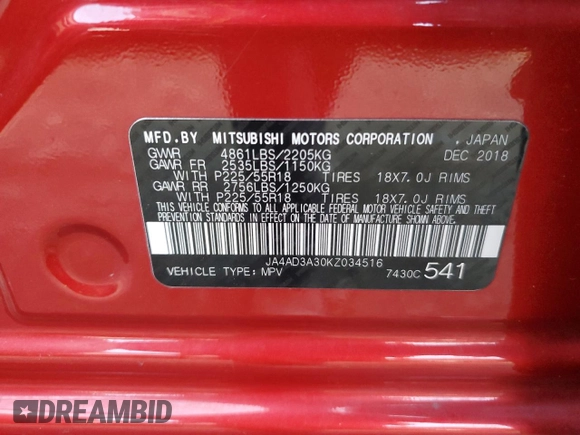 MFD.BY MITSUBISHI MOTORS CORPORATION , JAPAN
GVWR 4861LBS/2205KG DEC 2018
GAWR FR 2535LBS/1150KG
WITH P225/55R18 TIRES 18X7.0J RIMS
GAWR RR 2756LBS/1250KG
WITH P225/55R18 TIRES 18X7.0J RIMS
THIS VEHICLE CONFORMS TO ALL APPLICABLE U.S. FEDERAL MOTOR VEHICLE SAFETY AND THEFT
PREVENTION STANDARDS IN EFFECT ON THE DATE OF MANUFACTURE SHOWN ABOVE.
JA4AD3A30KZ034516
VEHICLE TYPE: MPV 7430C 541
DREAMBID